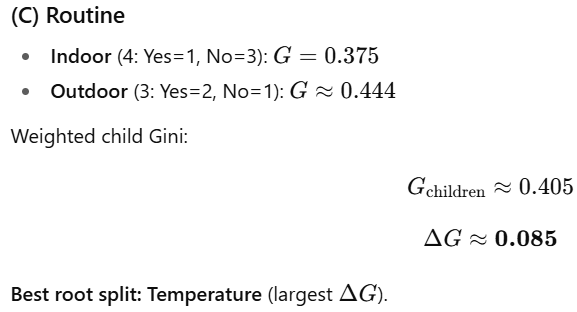 (C) Routine
• Indoor (4: Yes=1, No=3): G = 0.375
• Outdoor (3: Yes=2, No=1): G ≈ 0.444
Weighted child Gini:
G_children ≈ 0.405
ΔG ≈ 0.085
Best root split: Temperature (largest ΔG).